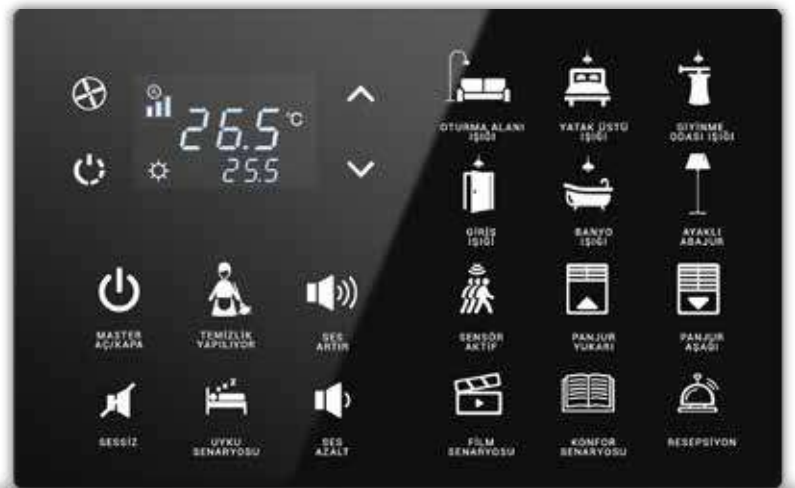 26.5 °C
25.5
OTURMA ALANI
IŞIĞI
YATAK ÜSTÜ
IŞIĞI
GİYİNME
ODASI IŞIĞI
GİRİŞ
IŞIĞI
BANYO
IŞIĞI
AYAKLI
ABAJUR
MASTER
AÇ/KAPA
TEMİZLİK
YAPILIYOR
SES
ARTIR
SENSÖR
AKTİF
PANJUR
YUKARI
PANJUR
AŞAĞI
SESSİZ
UYKU
SENARYOSU
SES
AZALT
FİLM
SENARYOSU
KONFOR
SENARYOSU
RESEPSİYON